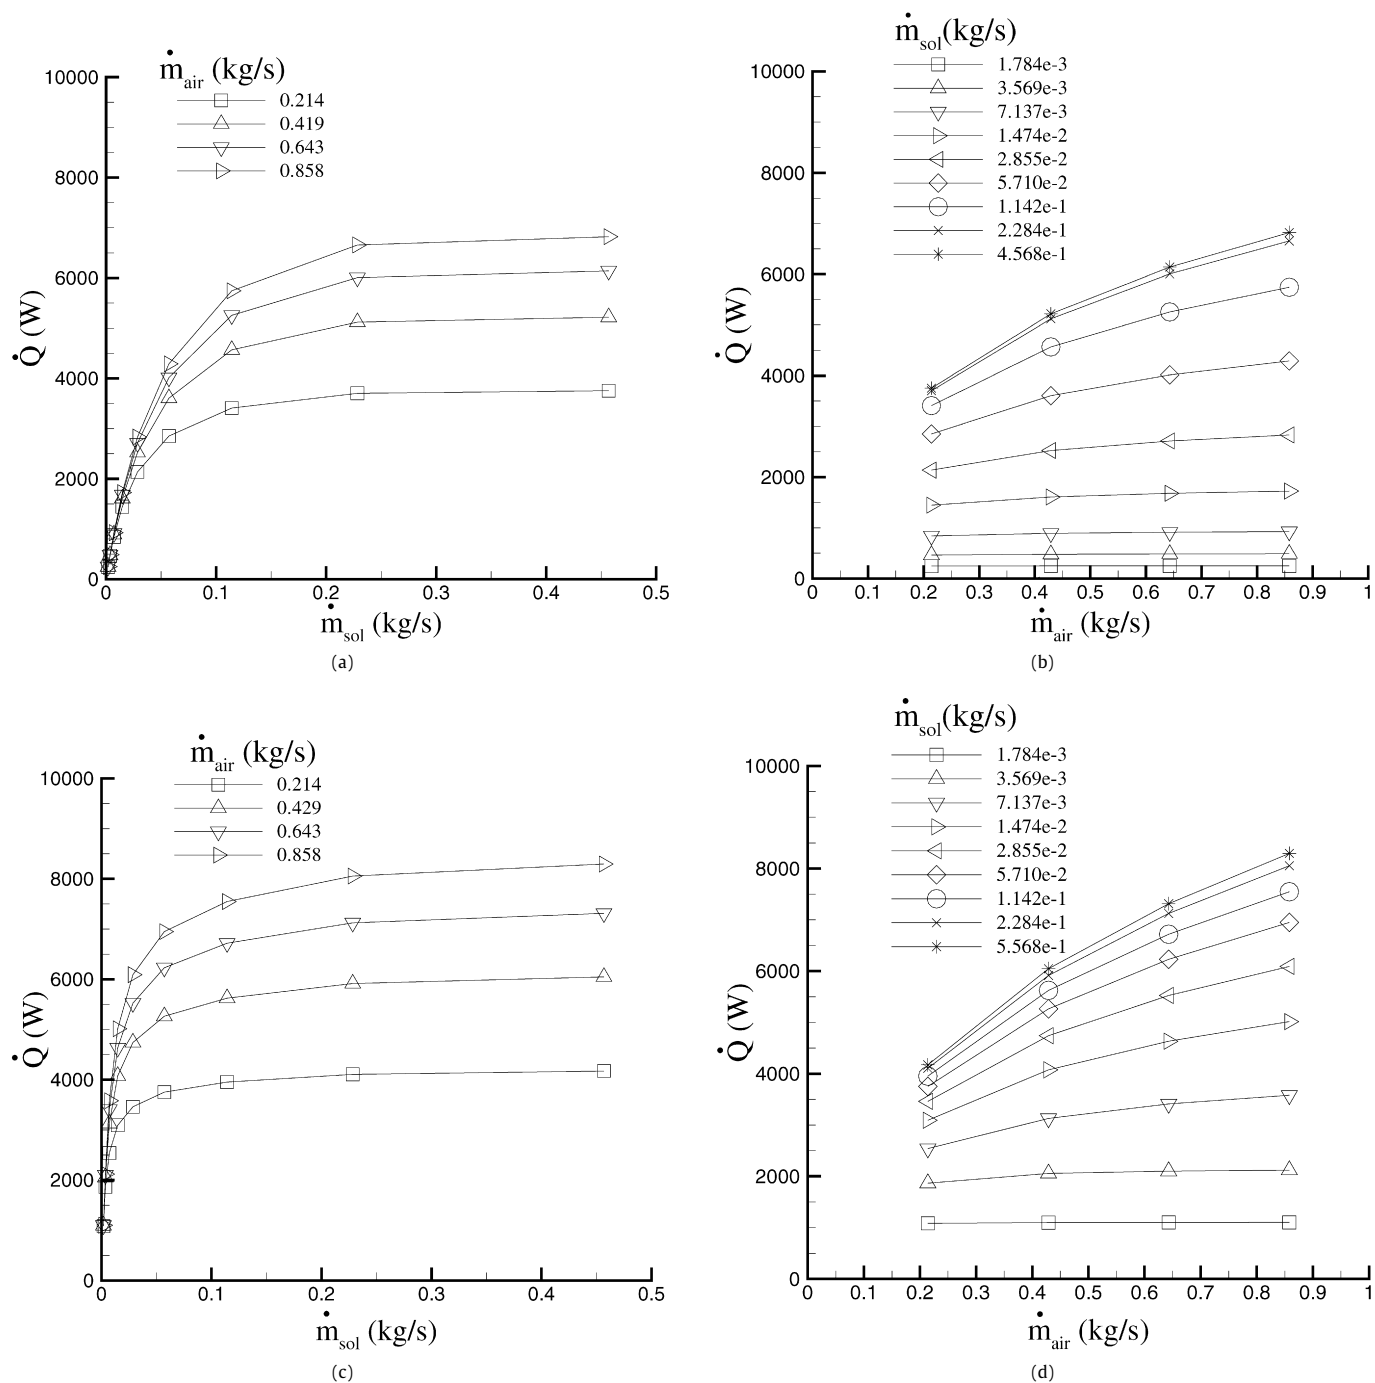 ṁair (kg/s)
0.214
0.419
0.643
0.858
10000
8000
6000
4000
2000
0
Q̇ (W)
0 0.1 0.2 0.3 0.4 0.5
ṁsol (kg/s)
(a)
ṁsol(kg/s)
1.784e-3
3.569e-3
7.137e-3
1.474e-2
2.855e-2
5.710e-2
1.142e-1
2.284e-1
4.568e-1
10000
8000
6000
4000
2000
0
Q̇ (W)
0 0.1 0.2 0.3 0.4 0.5 0.6 0.7 0.8 0.9 1
ṁair (kg/s)
(b)
ṁair (kg/s)
0.214
0.429
0.643
0.858
10000
8000
6000
4000
2000
0
Q̇ (W)
0 0.1 0.2 0.3 0.4 0.5
ṁsol (kg/s)
(c)
ṁsol(kg/s)
1.784e-3
3.569e-3
7.137e-3
1.474e-2
2.855e-2
5.710e-2
1.142e-1
2.284e-1
5.568e-1
10000
8000
6000
4000
2000
0
Q̇ (W)
0 0.1 0.2 0.3 0.4 0.5 0.6 0.7 0.8 0.9 1
ṁair (kg/s)
(d)